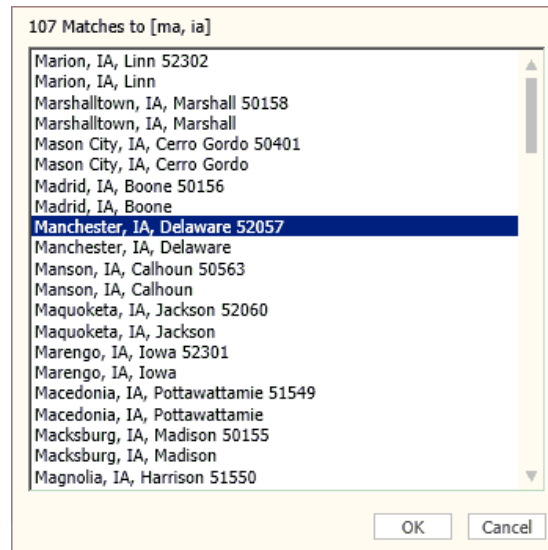 107 Matches to [ma, ia]
Marion, IA, Linn 52302
Marion, IA, Linn
Marshalltown, IA, Marshall 50158
Marshalltown, IA, Marshall
Mason City, IA, Cerro Gordo 50401
Mason City, IA, Cerro Gordo
Madrid, IA, Boone 50156
Madrid, IA, Boone
Manchester, IA, Delaware 52057
Manchester, IA, Delaware
Manson, IA, Calhoun 50563
Manson, IA, Calhoun
Maquoketa, IA, Jackson 52060
Maquoketa, IA, Jackson
Marengo, IA, Iowa 52301
Marengo, IA, Iowa
Macedonia, IA, Pottawattamie 51549
Macedonia, IA, Pottawattamie
Macksburg, IA, Madison 50155
Macksburg, IA, Madison
Magnolia, IA, Harrison 51550
OK Cancel